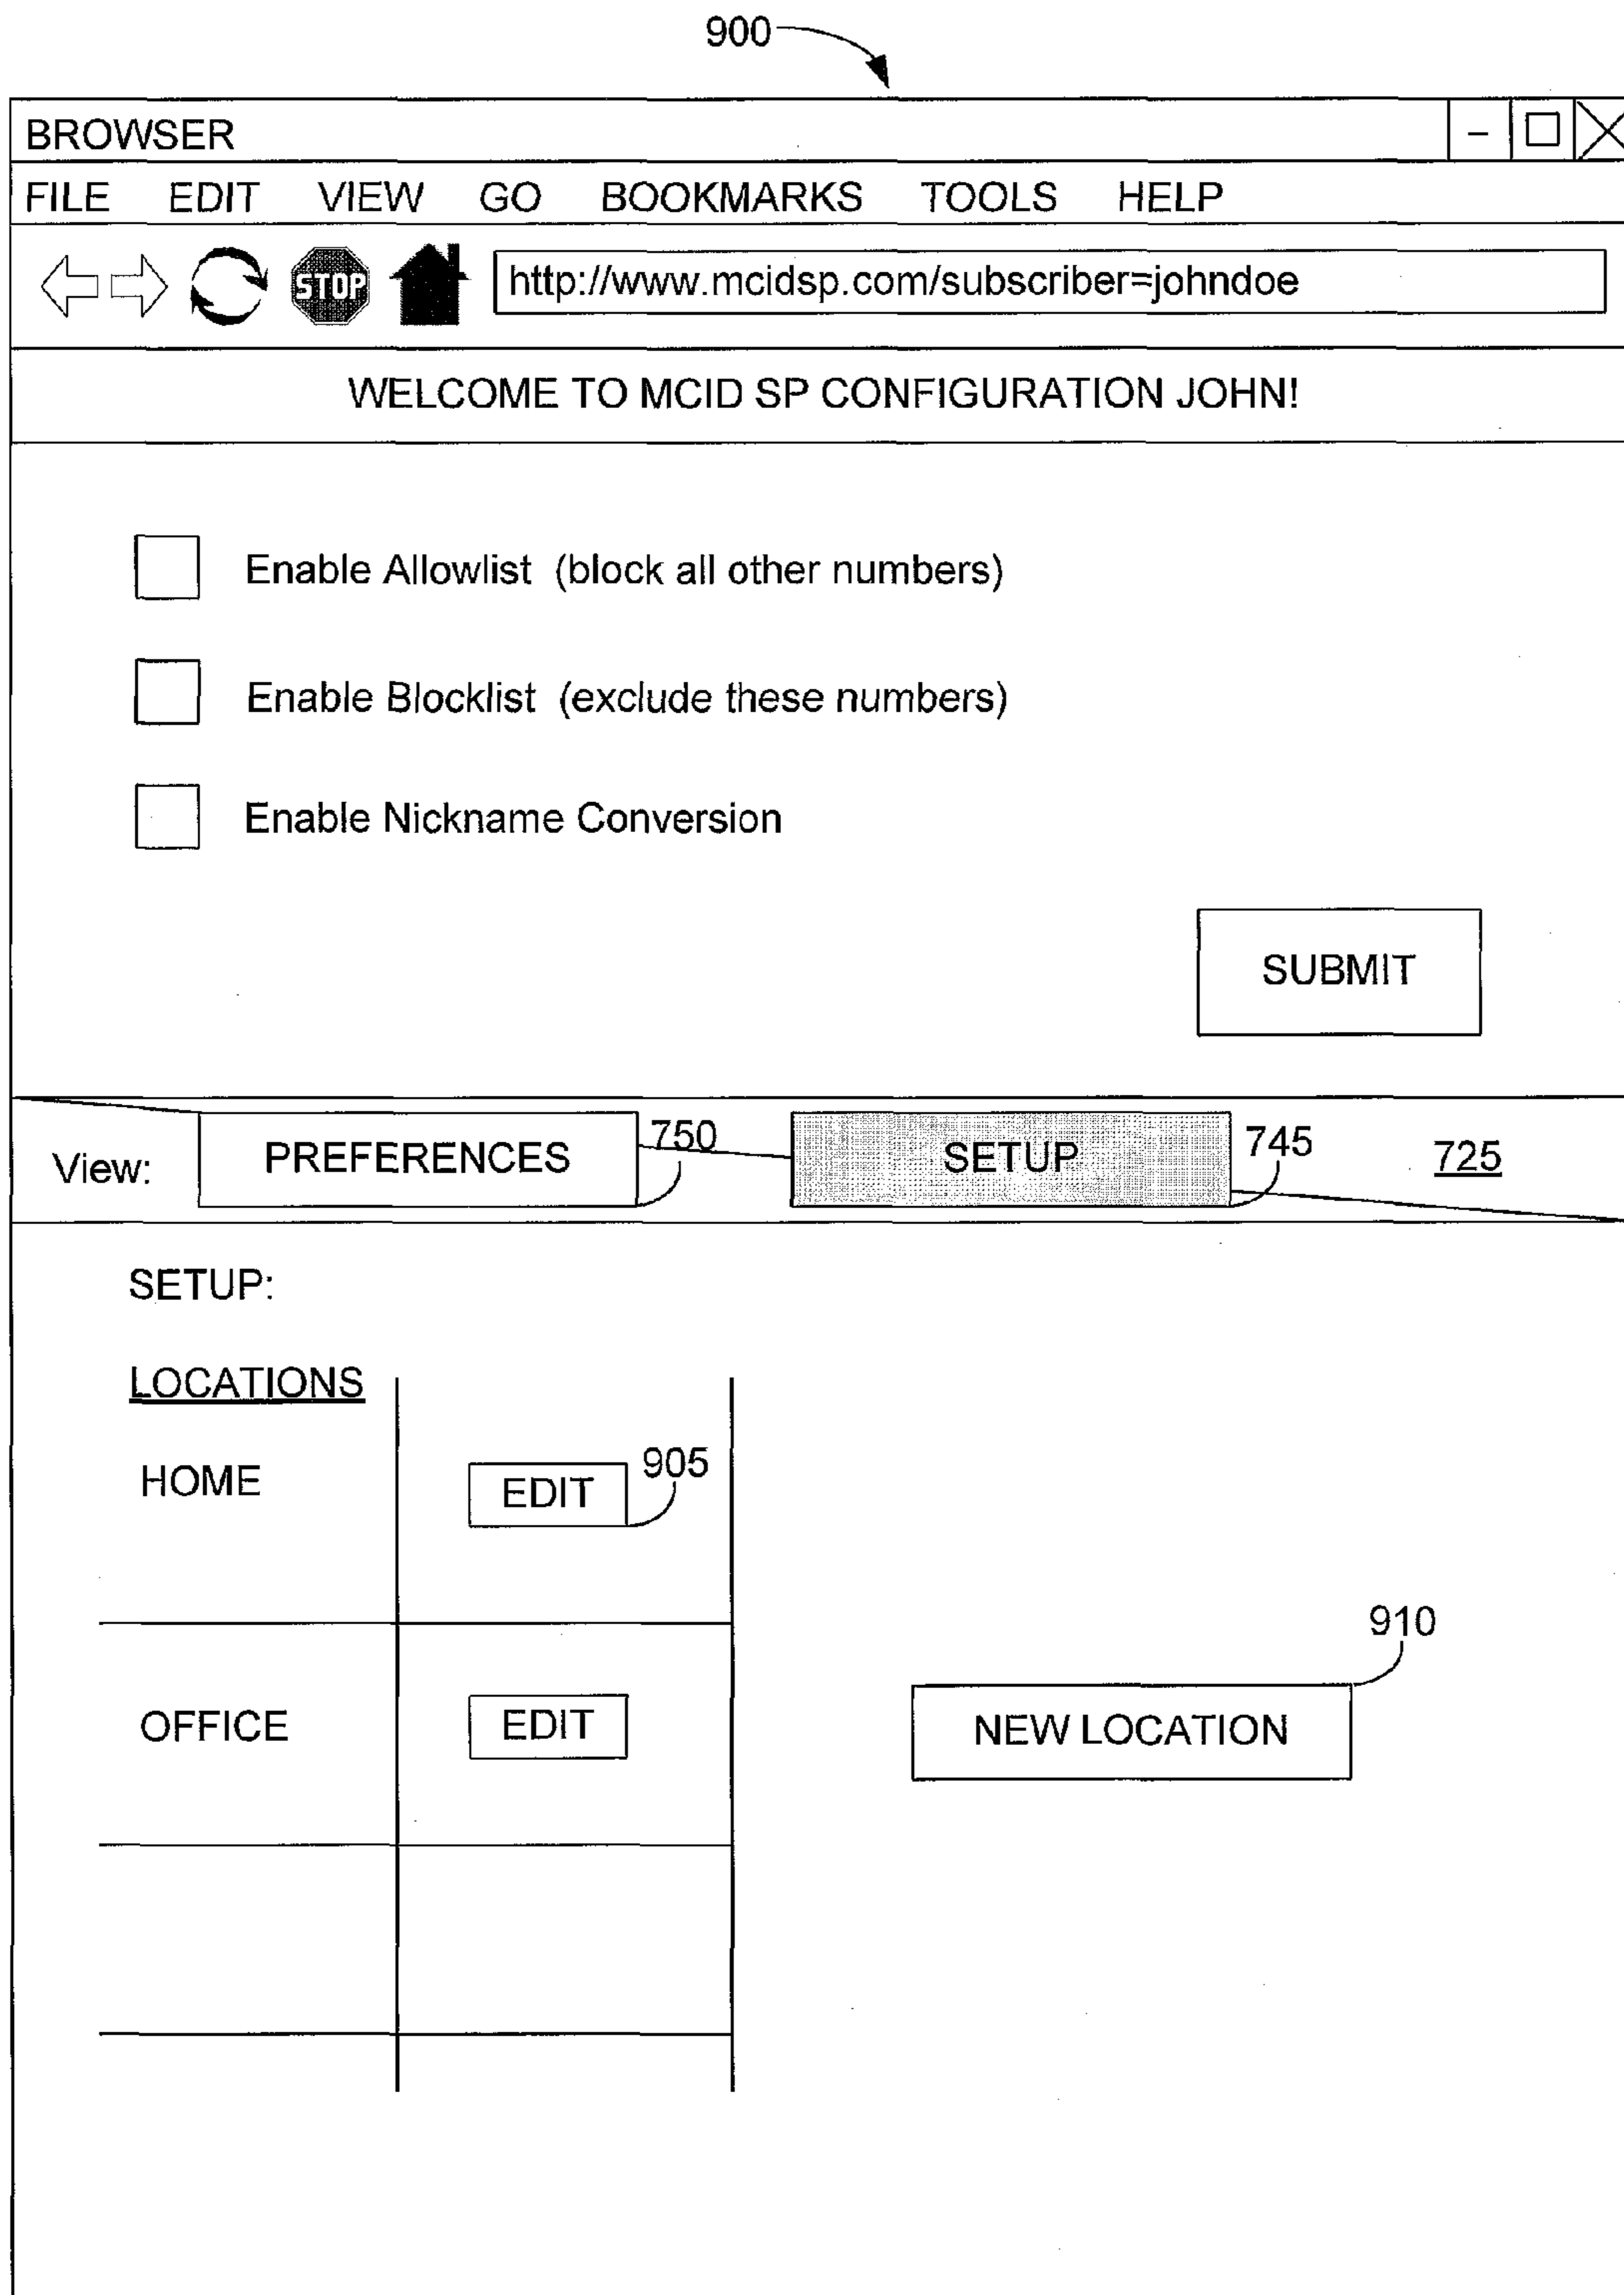 900
BROWSER
FILE EDIT VIEW GO BOOKMARKS TOOLS HELP
STOP http://www.mcidsp.com/subscriber=johndoe
WELCOME TO MCID SP CONFIGURATION JOHN!
Enable Allowlist (block all other numbers)
Enable Blocklist (exclude these numbers)
Enable Nickname Conversion
SUBMIT
View: PREFERENCES 750 SETUP 745 725
SETUP:
LOCATIONS
HOME EDIT 905
910
OFFICE EDIT NEW LOCATION